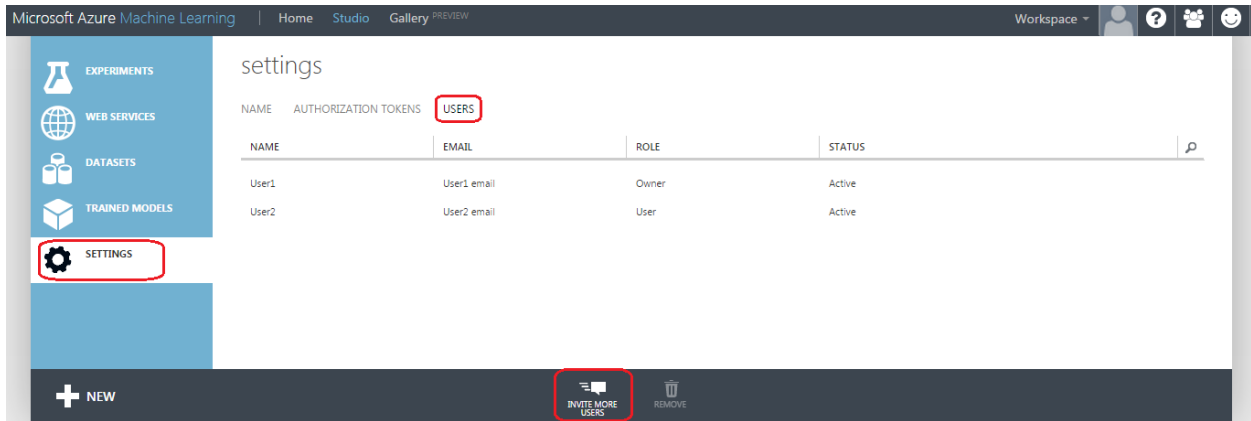 Microsoft Azure Machine Learning | Home Studio Gallery PREVIEW Workspace
EXPERIMENTS
WEB SERVICES
DATASETS
TRAINED MODELS
SETTINGS
settings
NAME AUTHORIZATION TOKENS USERS
NAME EMAIL ROLE STATUS
User1 User1 email Owner Active
User2 User2 email User Active
NEW
INVITE MORE
USERS
REMOVE